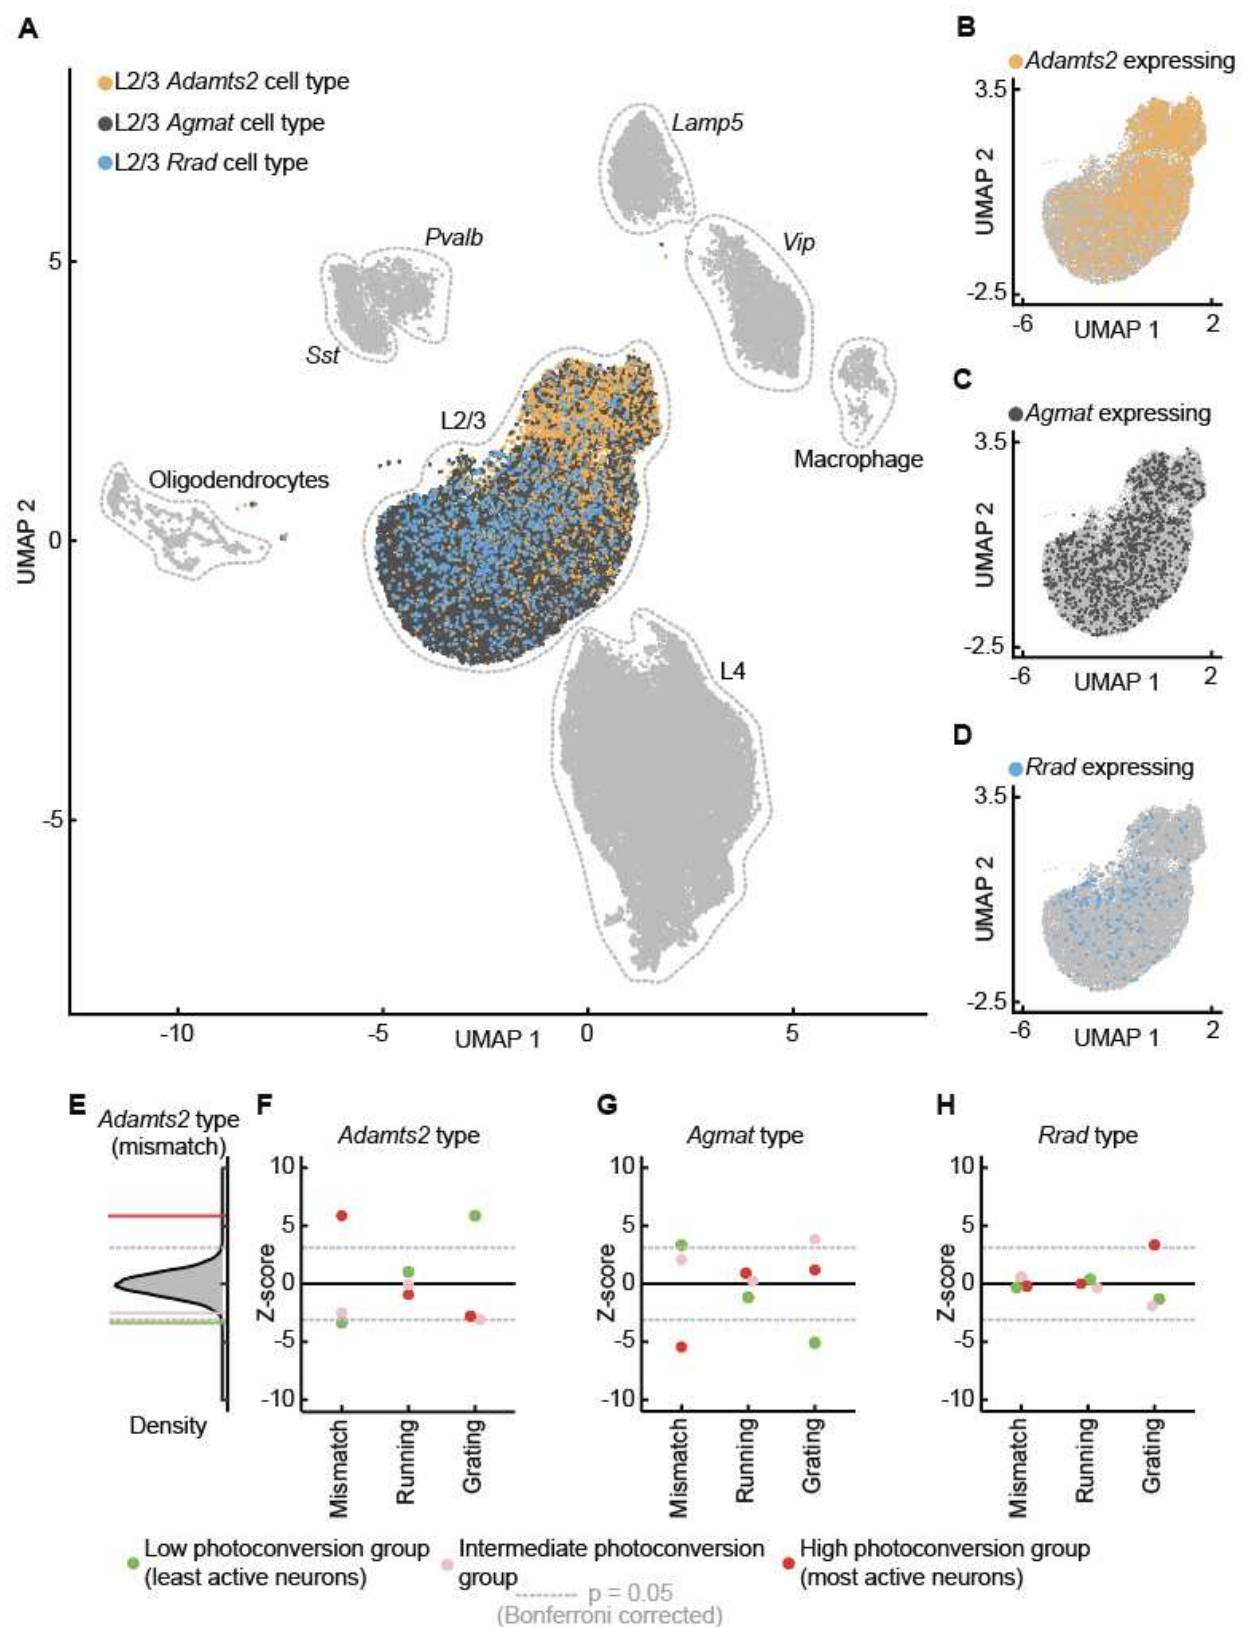 A
L2/3 Adamts2 cell type
L2/3 Agmat cell type
L2/3 Rrad cell type
Lamp5
Pvalb
Vip
Sst
L2/3
Macrophage
Oligodendrocytes
L4
5
0
-5
UMAP 2
-10
-5
0
5
UMAP 1
B
Adamts2 expressing
3.5
UMAP 2
-2.5
-6
2
UMAP 1
C
Agmat expressing
3.5
UMAP 2
-2.5
-6
2
UMAP 1
D
Rrad expressing
3.5
UMAP 2
-2.5
-6
2
UMAP 1
E
Adamts2 type
(mismatch)
Density
F
Adamts2 type
10
5
0
-5
-10
Z-score
Mismatch
Running
Grating
G
Agmat type
10
5
0
-5
-10
Z-score
Mismatch
Running
Grating
H
Rrad type
10
5
0
-5
-10
Z-score
Mismatch
Running
Grating
Low photoconversion group
(least active neurons)
Intermediate photoconversion
group
High photoconversion group
(most active neurons)
p = 0.05
(Bonferroni corrected)